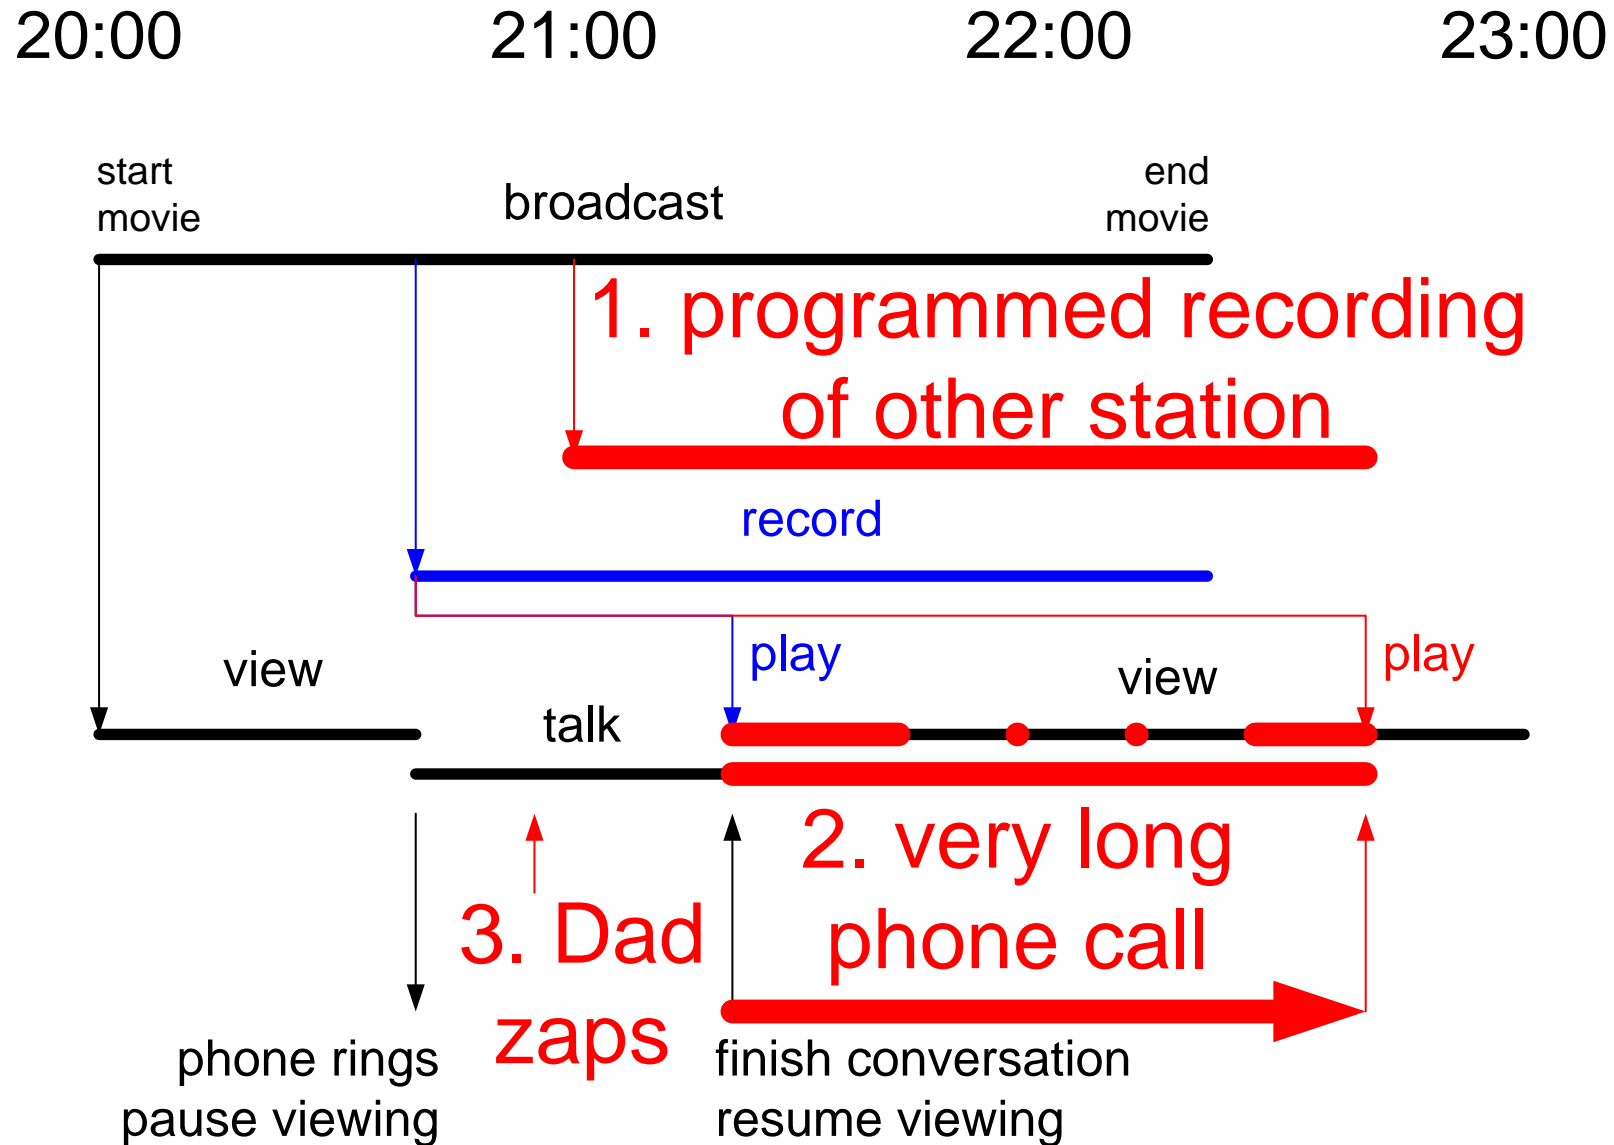 20:00 21:00 22:00 23:00
start
movie
broadcast
end
movie
1. programmed recording
of other station
record
play
play
view
view
talk
2. very long
phone call
3. Dad
zaps
phone rings
pause viewing
finish conversation
resume viewing